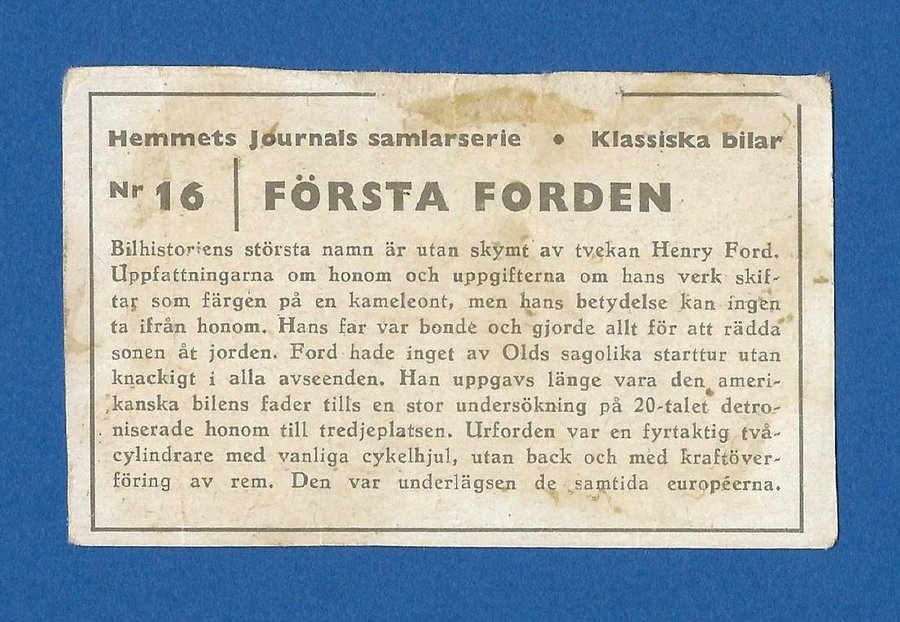 Hemmets Journals samlarserie • Klassiska bilar
Nr 16 FÖRSTA FORDEN
Bilhistoriens största namn är utan skymt av tvekan Henry Ford.
Uppfattningarna om honom och uppgifterna om hans verk skif-
tar som färgen på en kameleont, men hans betydelse kan ingen
ta ifrån honom. Hans far var bonde och gjorde allt för att rädda
sonen åt jorden. Ford hade inget av Olds sagolika starttur utan
knackigt i alla avseenden. Han uppgavs länge vara den ameri-
kanska bilens fader tills en stor undersökning på 20-talet detro-
niserade honom till tredjeplatsen. Urforden var en fyrtaktig två-
cylindrare med vanliga cykelhjul, utan back och med kraftöver-
föring av rem. Den var underlägsen de samtida européerna.